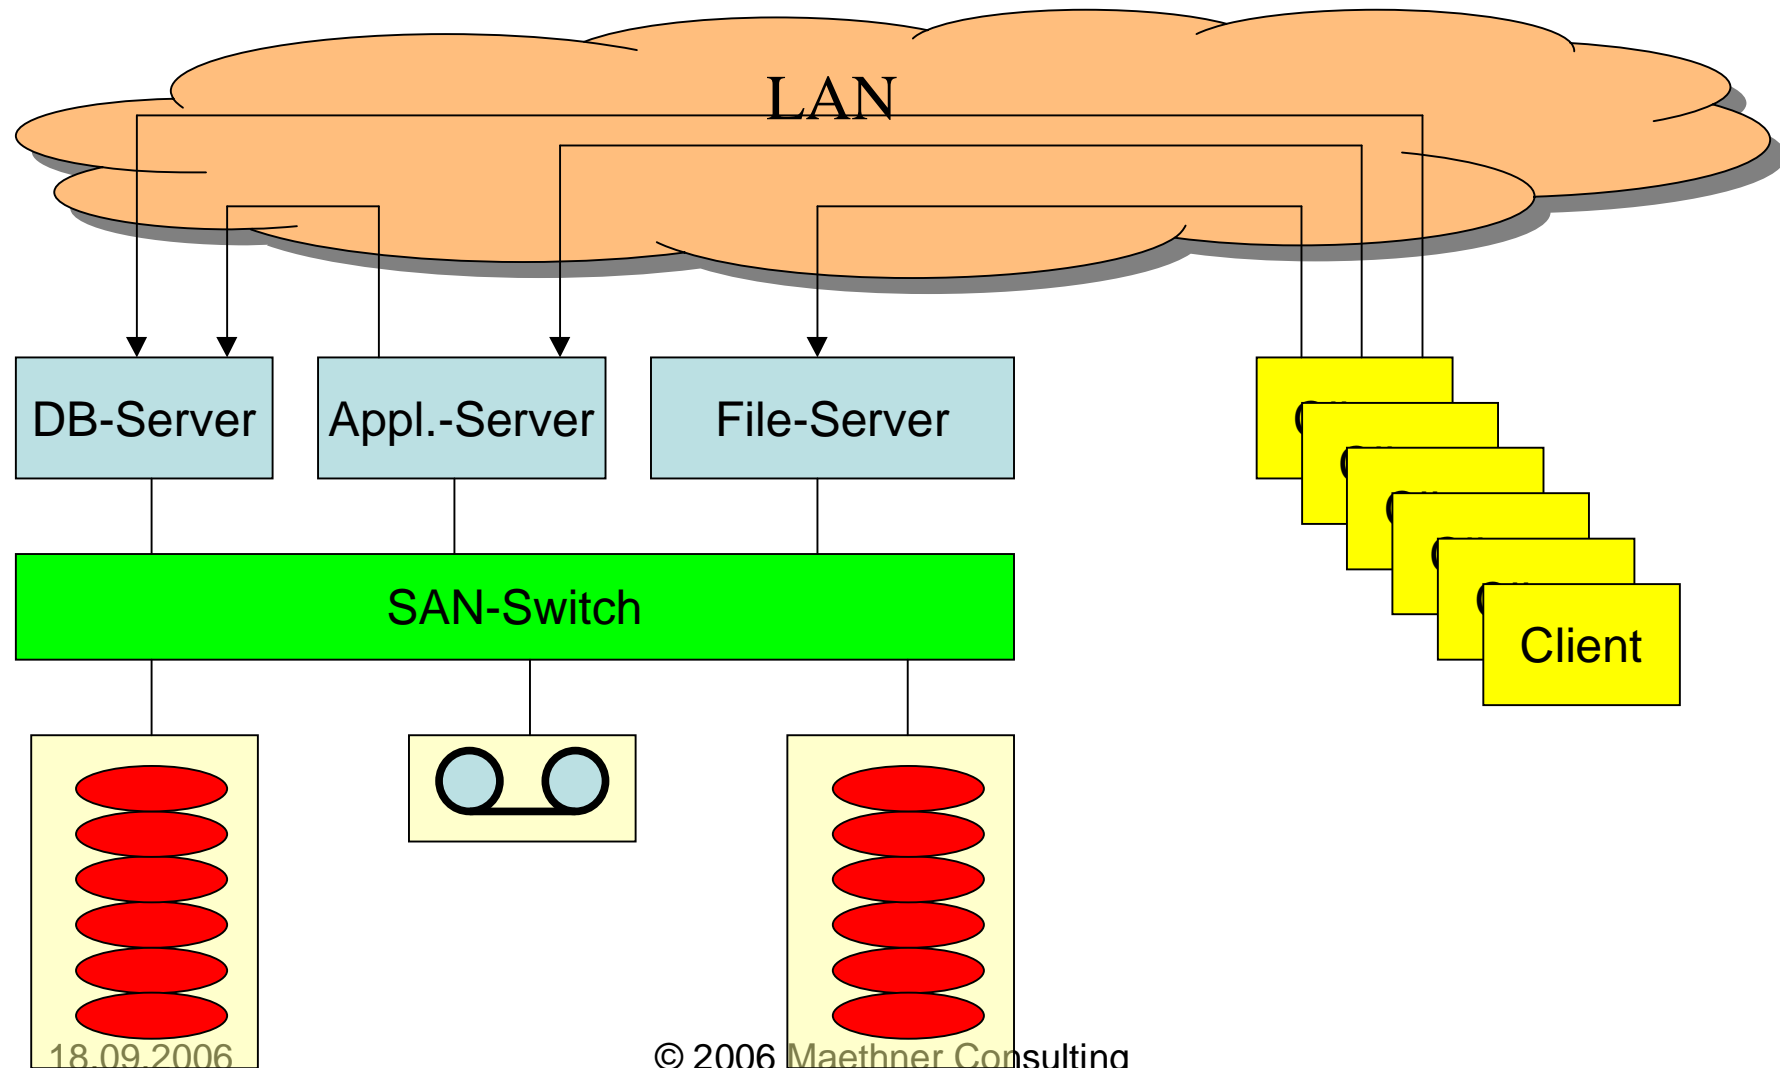 LAN
DB-Server
Appl.-Server
File-Server
SAN-Switch
Client
18.09.2006
© 2006 Maethner Consulting